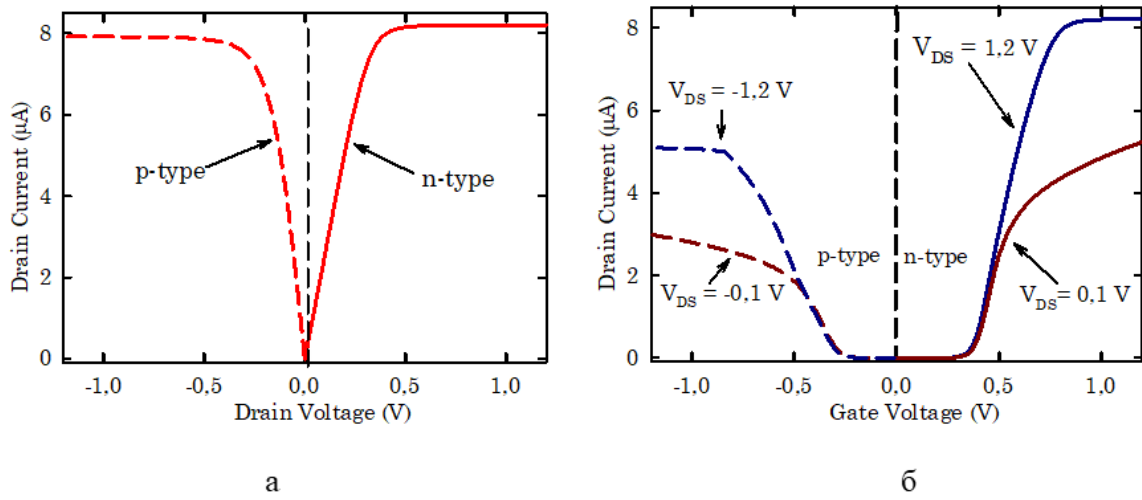 Drain Current (μA)
8
6
4
2
0
p-type
n-type
-1,0
-0,5
0,0
0,5
1,0
Drain Voltage (V)
а
Drain Current (μA)
8
6
4
2
0
V_DS = 1,2 V
V_DS = -1,2 V
p-type
n-type
V_DS = -0,1 V
V_DS= 0,1 V
-1,0
-0,5
0,0
0,5
1,0
Gate Voltage (V)
б